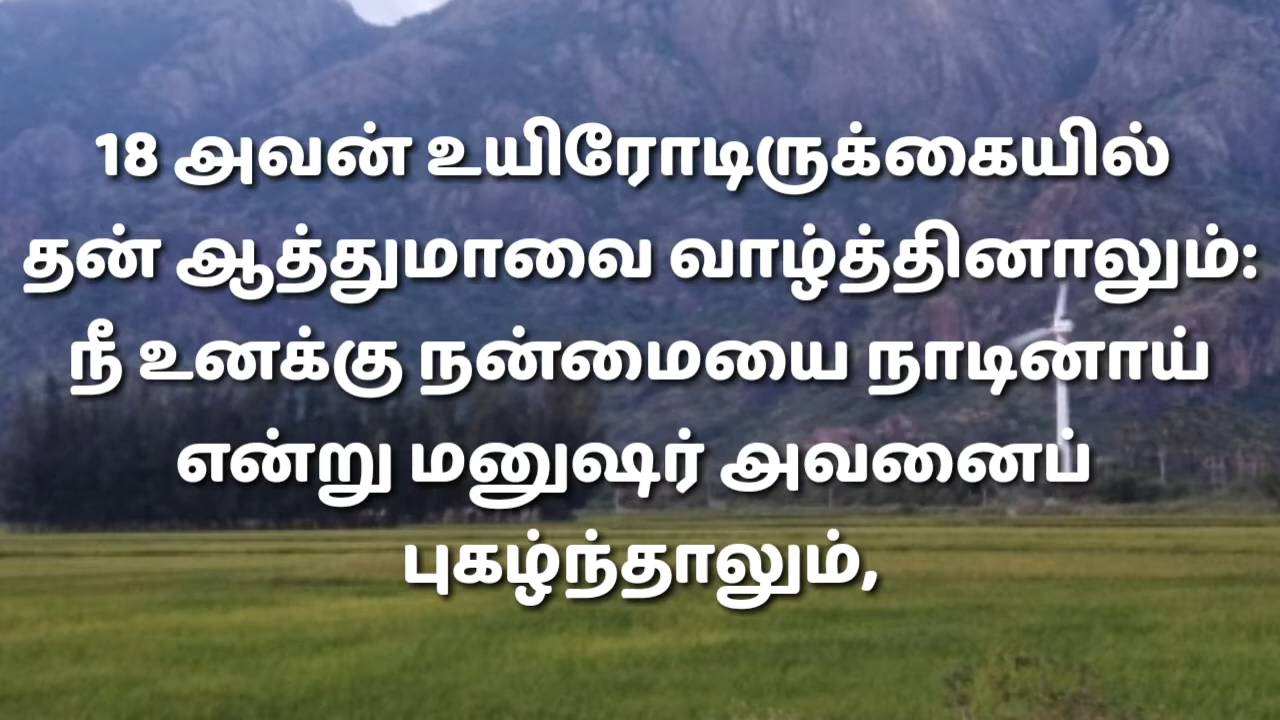 18 அவன் உயிரோடிருக்கையில்
தன் ஆத்துமாவை வாழ்த்தினாலும்:
நீ உனக்கு நன்மையை நாடினாய்
என்று மனுஷர் அவனைப்
புகழ்ந்தாலும்,